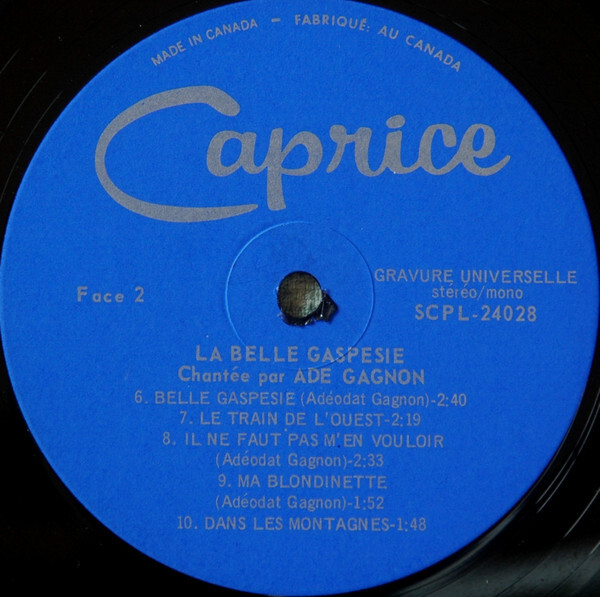 MADE IN CANADA — FABRIQUÉ: AU CANADA
Caprice
Face 2
GRAVURE UNIVERSELLE
stéréo/mono
SCPL-24028
LA BELLE GASPESIE
Chantée par ADE GAGNON
6. BELLE GASPESIE (Adéodat Gagnon)-2:40
7. LE TRAIN DE L'OUEST-2:19
8. IL NE FAUT PAS M'EN VOULOIR
(Adéodat Gagnon)-2:33
9. MA BLONDINETTE
(Adéodat Gagnon)-1:52
10. DANS LES MONTAGNES-1:48